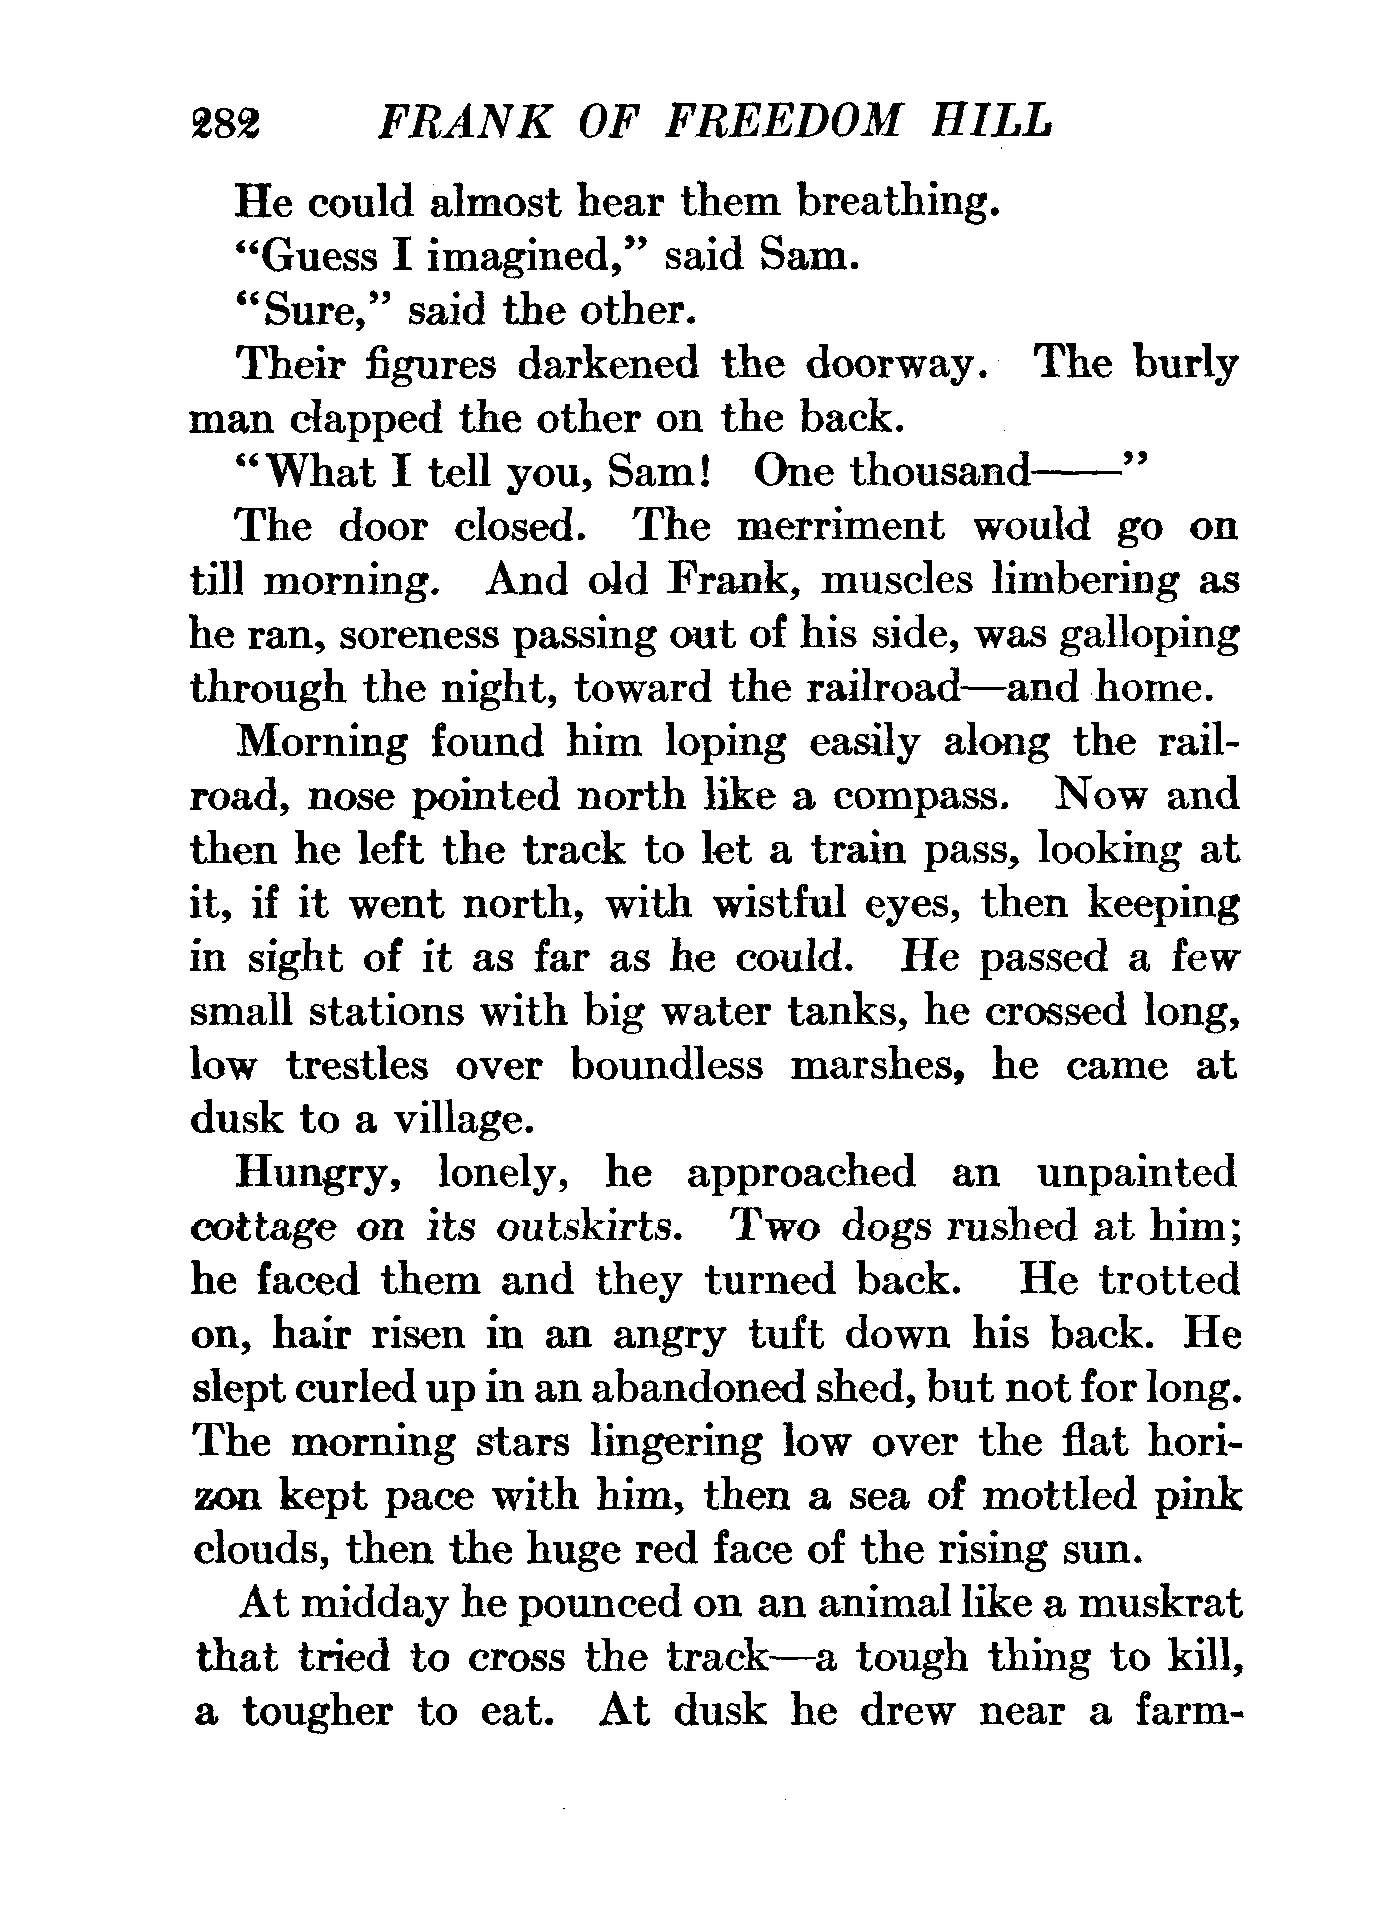 282 FRANK OF FREEDOM HILL
He could almost hear them breathing.
“Guess I imagined,” said Sam.
“Sure,” said the other.
Their figures darkened the doorway. The burly
man clapped the other on the back.
“What I tell you, Sam! One thousand——”
The door closed. The merriment would go on
till morning. And old Frank, muscles limbering as
he ran, soreness passing out of his side, was galloping
through the night, toward the railroad—and home.
Morning found him loping easily along the rail-
road, nose pointed north like a compass. Now and
then he left the track to let a train pass, looking at
it, if it went north, with wistful eyes, then keeping
in sight of it as far as he could. He passed a few
small stations with big water tanks, he crossed long,
low trestles over boundless marshes, he came at
dusk to a village.
Hungry, lonely, he approached an unpainted
cottage on its outskirts. Two dogs rushed at him;
he faced them and they turned back. He trotted
on, hair risen in an angry tuft down his back. He
slept curled up in an abandoned shed, but not for long.
The morning stars lingering low over the flat hori-
zon kept pace with him, then a sea of mottled pink
clouds, then the huge red face of the rising sun.
At midday he pounced on an animal like a muskrat
that tried to cross the track—a tough thing to kill,
a tougher to eat. At dusk he drew near a farm-